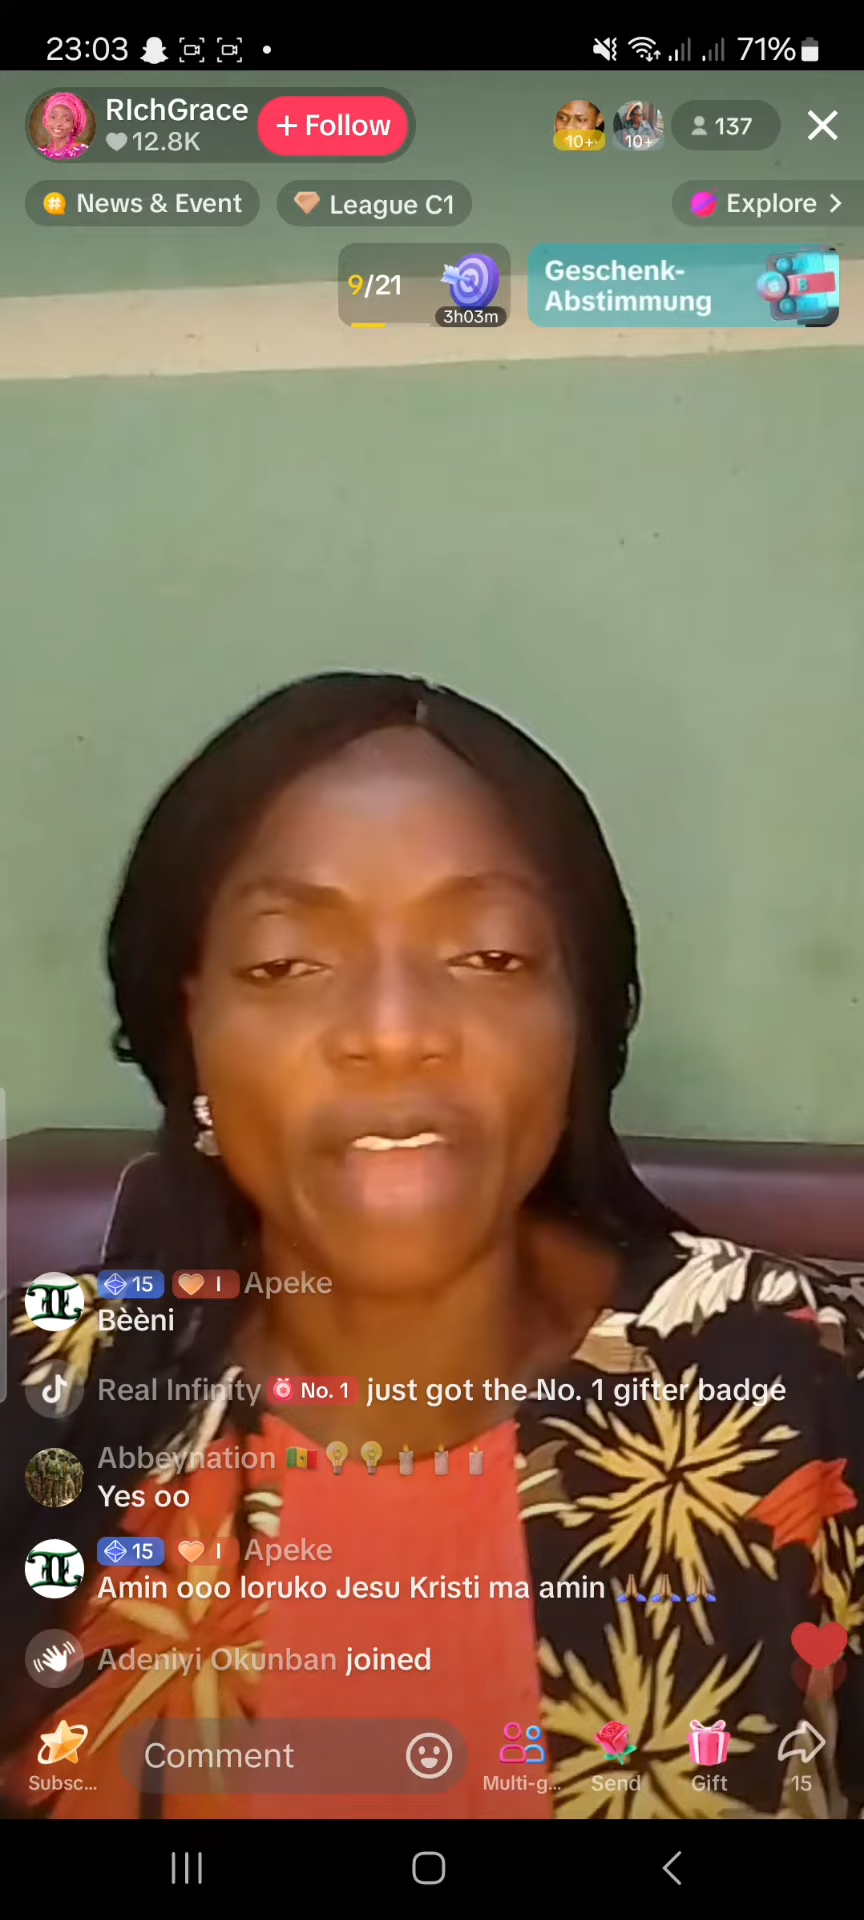 23:03
71%
RIchGrace
12.8K
+ Follow
10+
10+
137
News & Event
League C1
Explore
9/21
3h03m
Geschenk-
Abstimmung
15 I Apeke
Bèèni
Real Infinity No. 1 just got the No. 1 gifter badge
Abbeynation
Yes oo
15 I Apeke
Amin ooo loruko Jesu Kristi ma amin 🙏🙏🙏
Adeniyi Okunban joined
Comment
Subsc...
Multi-g...
Send
Gift
15